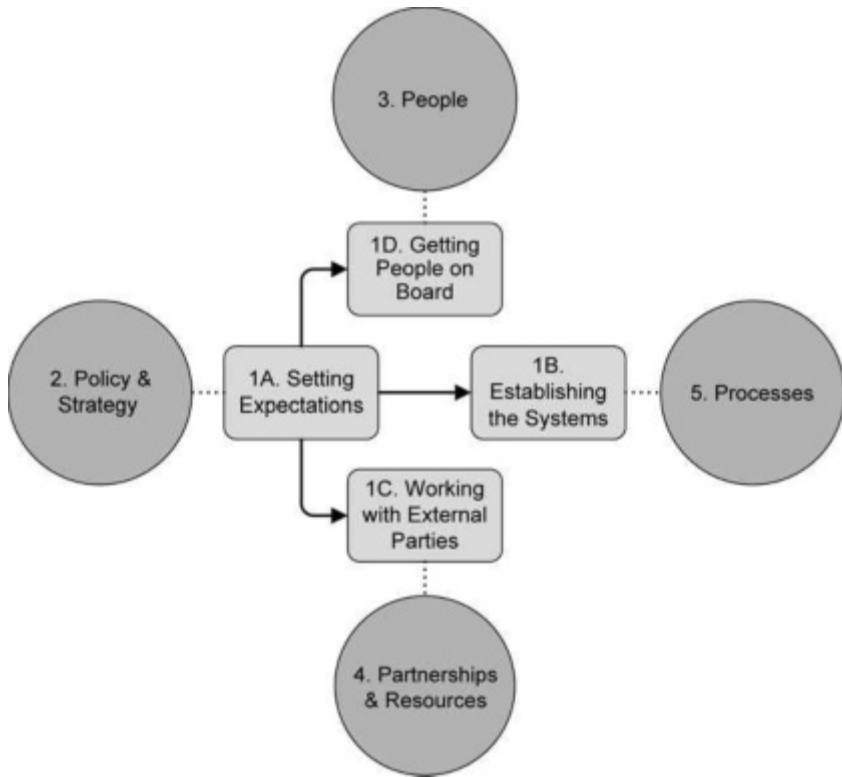 3. People
1D. Getting
People on
Board
2. Policy &
Strategy
1A. Setting
Expectations
1B.
Establishing
the Systems
5. Processes
1C. Working
with External
Parties
4. Partnerships
& Resources